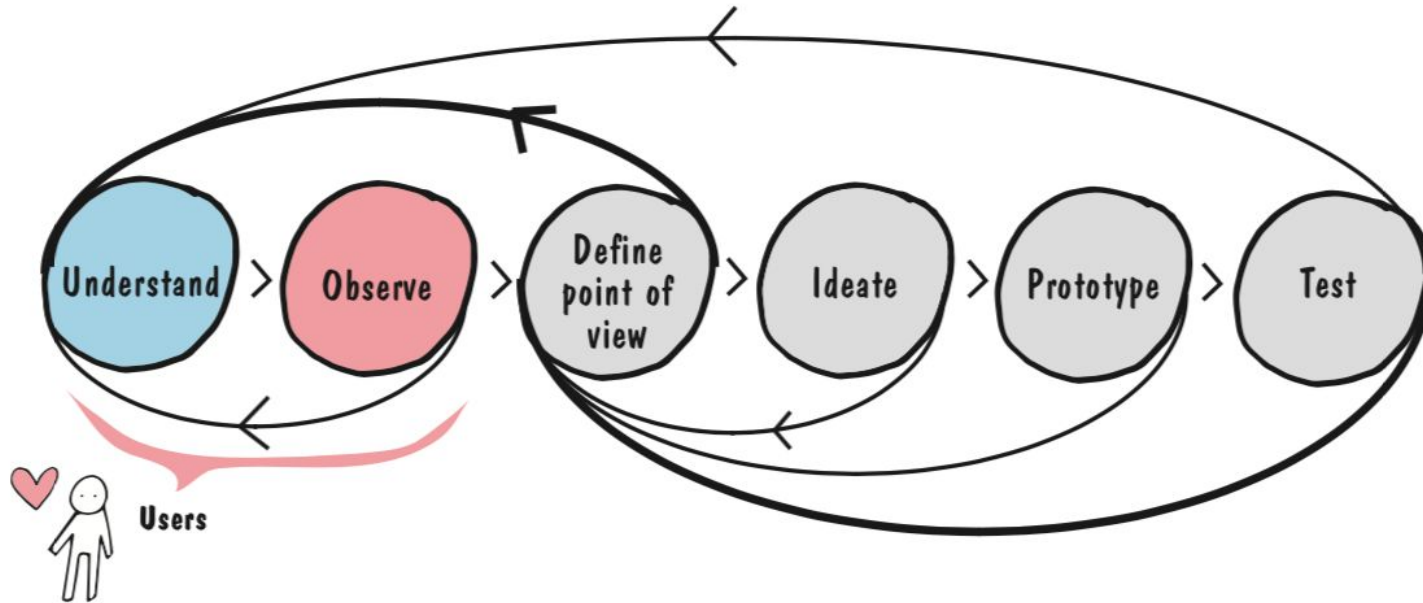 Understand
Observe
Define
point of
view
Ideate
Prototype
Test
Users